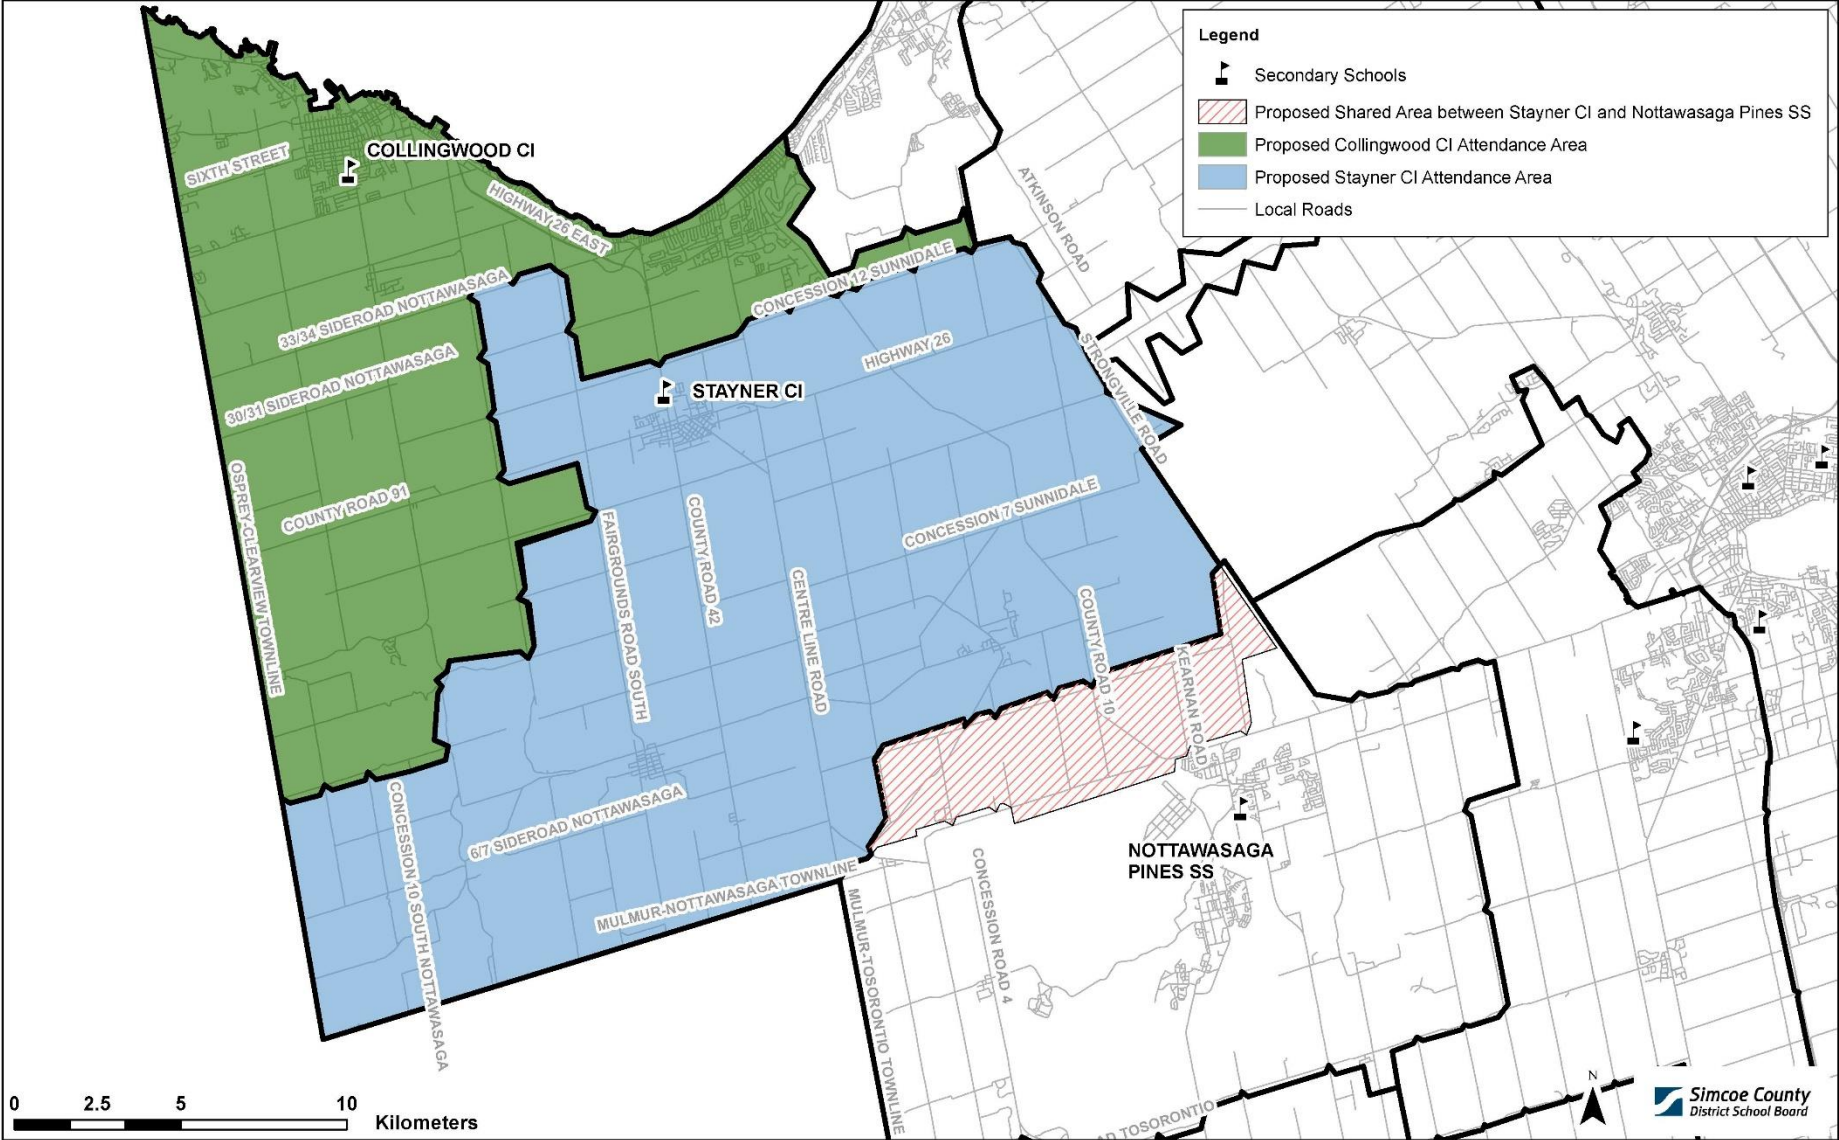 Legend
Secondary Schools
Proposed Shared Area between Stayner CI and Nottawasaga Pines SS
Proposed Collingwood CI Attendance Area
Proposed Stayner CI Attendance Area
Local Roads
COLLINGWOOD CI
SIXTH STREET
HIGHWAY 26 EAST
ATKINSON ROAD
CONCESSION 12 SUNNIDALE
33/34 SIDEROAD NOTTAWASAGA
30/31 SIDEROAD NOTTAWASAGA
HIGHWAY 26
STRONGVILLE ROAD
STAYNER CI
OSPREY-CLEARVIEW TOWNLINE
COUNTY ROAD 91
FAIRGROUNDS ROAD SOUTH
COUNTY ROAD 42
CONCESSION 7 SUNNIDALE
CENTRE LINE ROAD
COUNTY ROAD 10
KEARNAN ROAD
CONCESSION 10 SOUTH NOTTAWASAGA
6/7 SIDEROAD NOTTAWASAGA
MULMUR-NOTTAWASAGA TOWNLINE
NOTTAWASAGA
PINES SS
MULMUR-TOSORONTIO TOWNLINE
CONCESSION ROAD 4
AD TOSORONTIO
0 2.5 5 10
Kilometers
N
Simcoe County
District School Board